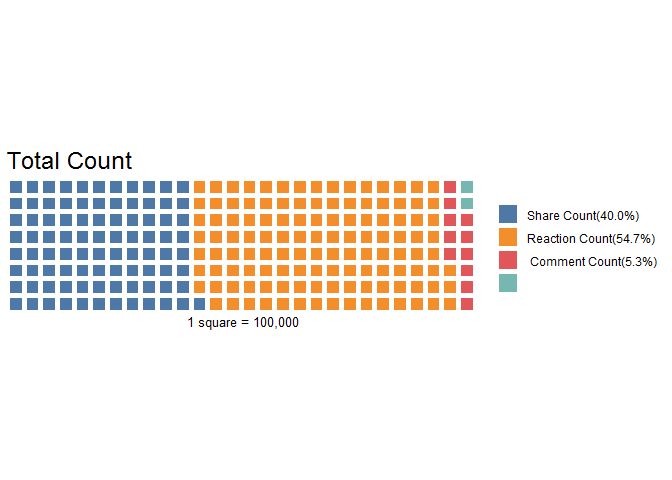 Total Count
Share Count(40.0%)
Reaction Count(54.7%)
Comment Count(5.3%)
1 square = 100,000